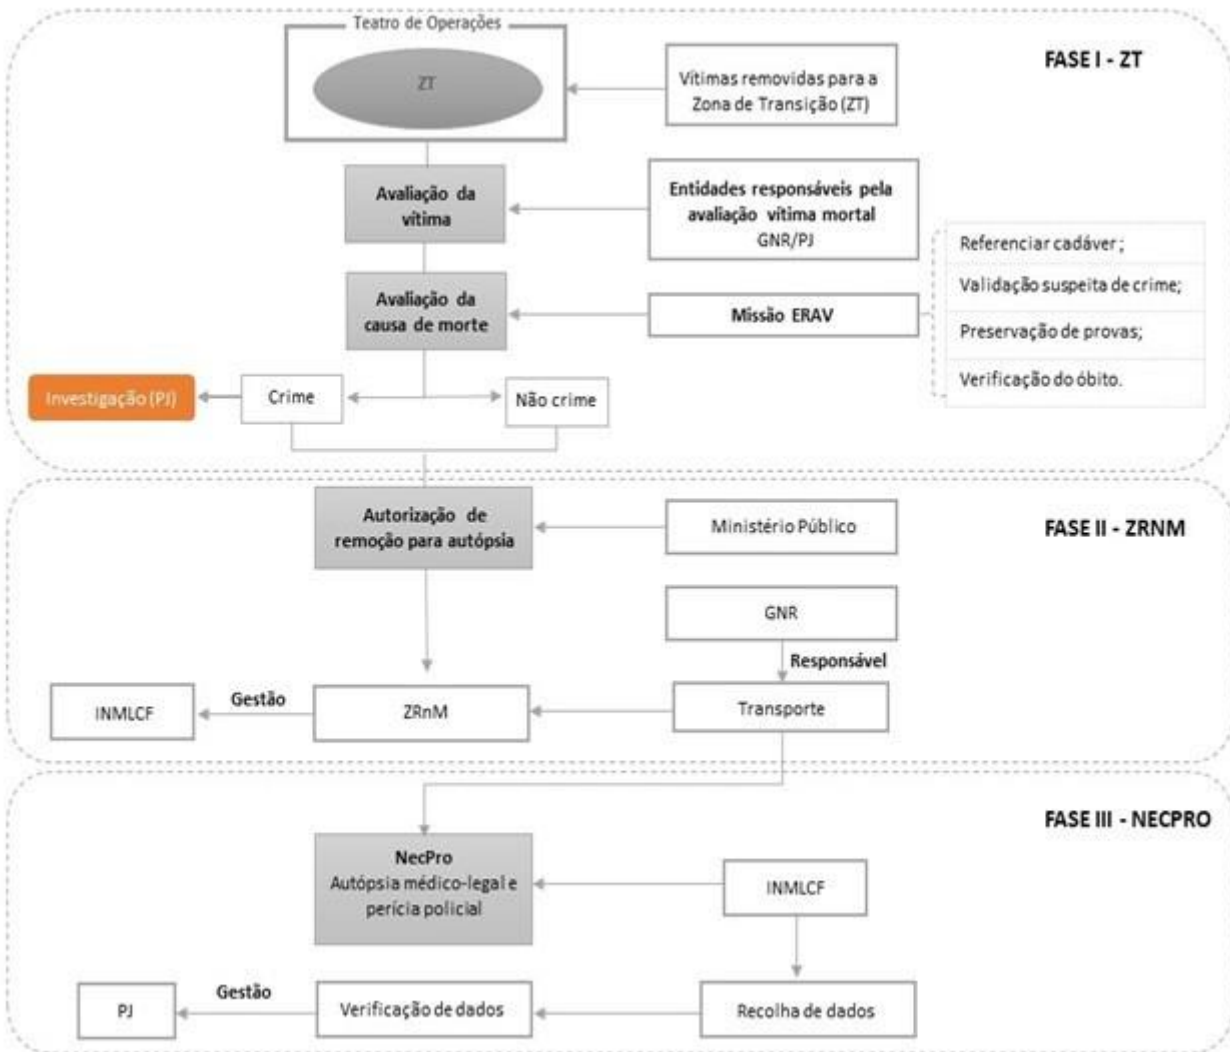 Teatro de Operações
FASE I - ZT
ZT
Vítimas removidas para a
Zona de Transição (ZT)
Avaliação da
vítima
Entidades responsáveis pela
avaliação vítima mortal
GNR/PJ
Referenciar cadáver;
Validação suspeita de crime;
Preservação de provas;
Verificação do óbito.
Avaliação da
causa de morte
Missão ERAV
Investigação (PJ)
Crime
Não crime
Autorização de
remoção para autópsia
Ministério Público
FASE II - ZRNM
GNR
Responsável
INMLCF
Gestão
ZRnM
Transporte
FASE III - NECPRO
NecPro
Autópsia médico-legal e
perícia policial
INMLCF
PJ
Gestão
Verificação de dados
Recolha de dados